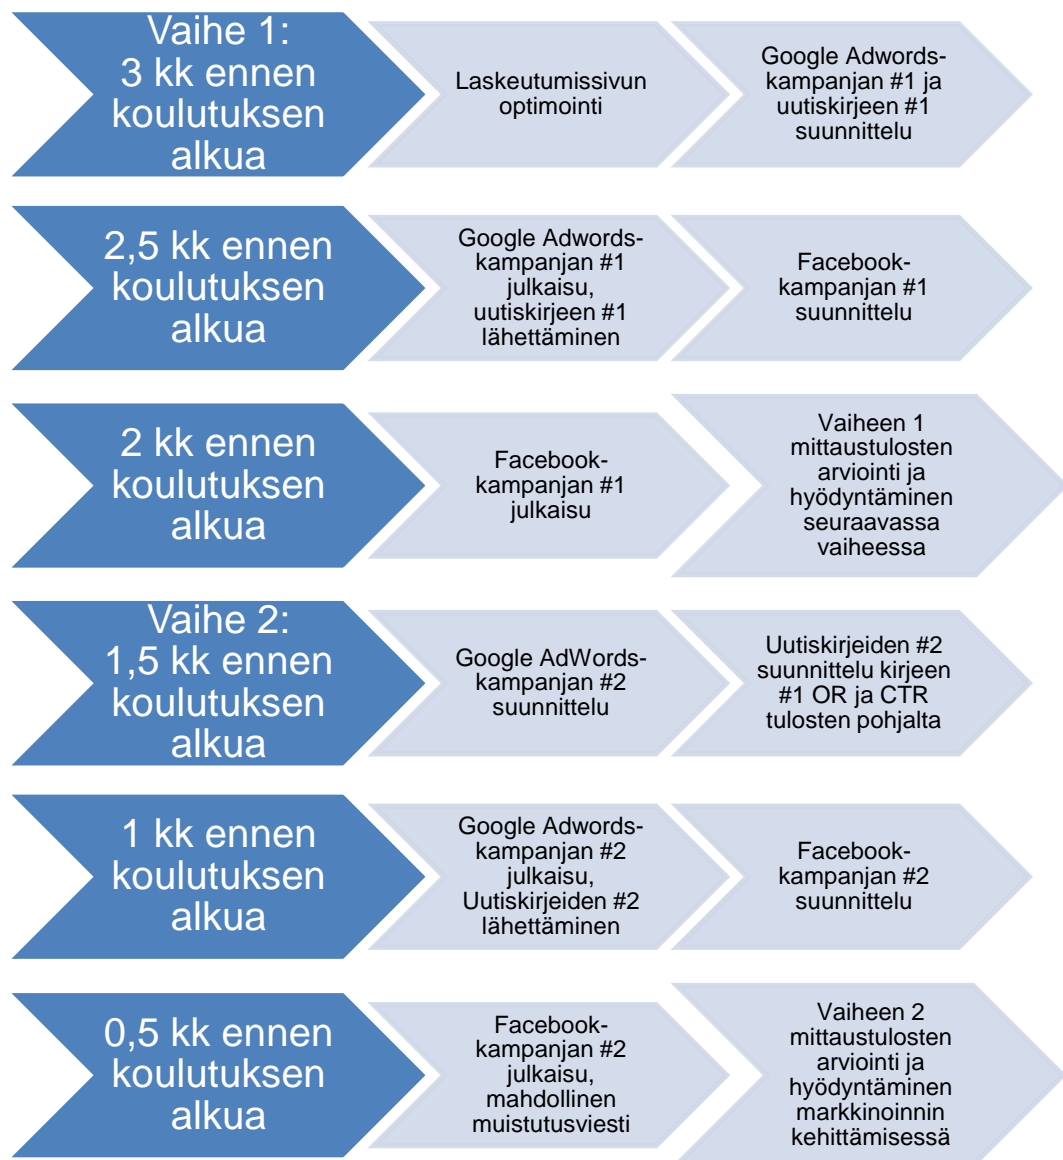 Vaihe 1:
3 kk ennen
koulutuksen
alkua
Laskeutumissivun
optimointi
Google Adwords-
kampanjan #1 ja
uutiskirjeen #1
suunnittelu
2,5 kk ennen
koulutuksen
alkua
Google Adwords-
kampanjan #1
julkaisu,
uutiskirjeen #1
lähettäminen
Facebook-
kampanjan #1
suunnittelu
2 kk ennen
koulutuksen
alkua
Facebook-
kampanjan #1
julkaisu
Vaiheen 1
mittaustulosten
arviointi ja
hyödyntäminen
seuraavassa
vaiheessa
Vaihe 2:
1,5 kk ennen
koulutuksen
alkua
Google AdWords-
kampanjan #2
suunnittelu
Uutiskirjeiden #2
suunnittelu kirjeen
#1 OR ja CTR
tulosten pohjalta
1 kk ennen
koulutuksen
alkua
Google Adwords-
kampanjan #2
julkaisu,
Uutiskirjeiden #2
lähettäminen
Facebook-
kampanjan #2
suunnittelu
0,5 kk ennen
koulutuksen
alkua
Facebook-
kampanjan #2
julkaisu,
mahdollinen
muistutusviesti
Vaiheen 2
mittaustulosten
arviointi ja
hyödyntäminen
markkinoinnin
kehittämisessä